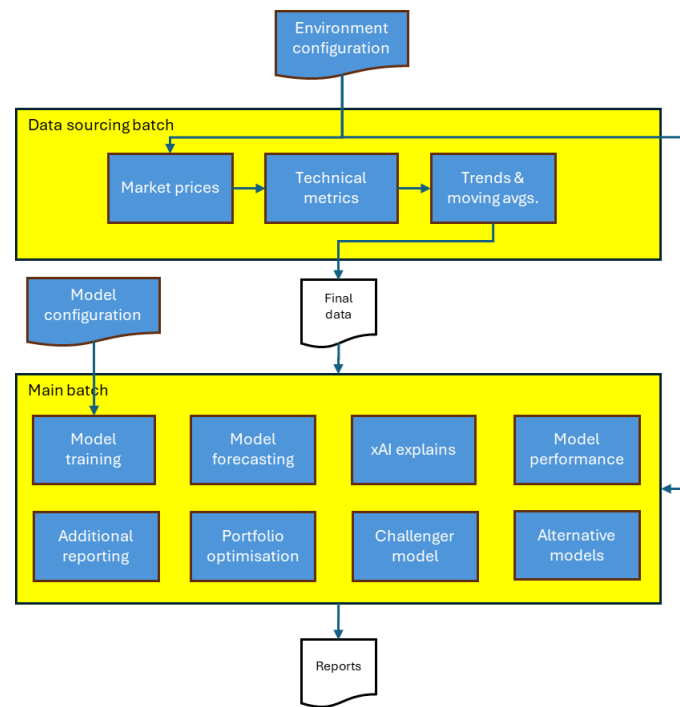 Environment
configuration
Data sourcing batch
Market prices
Technical
metrics
Trends &
moving avgs.
Final
data
Model
configuration
Main batch
Model
training
Model
forecasting
xAI explains
Model
performance
Additional
reporting
Portfolio
optimisation
Challenger
model
Alternative
models
Reports